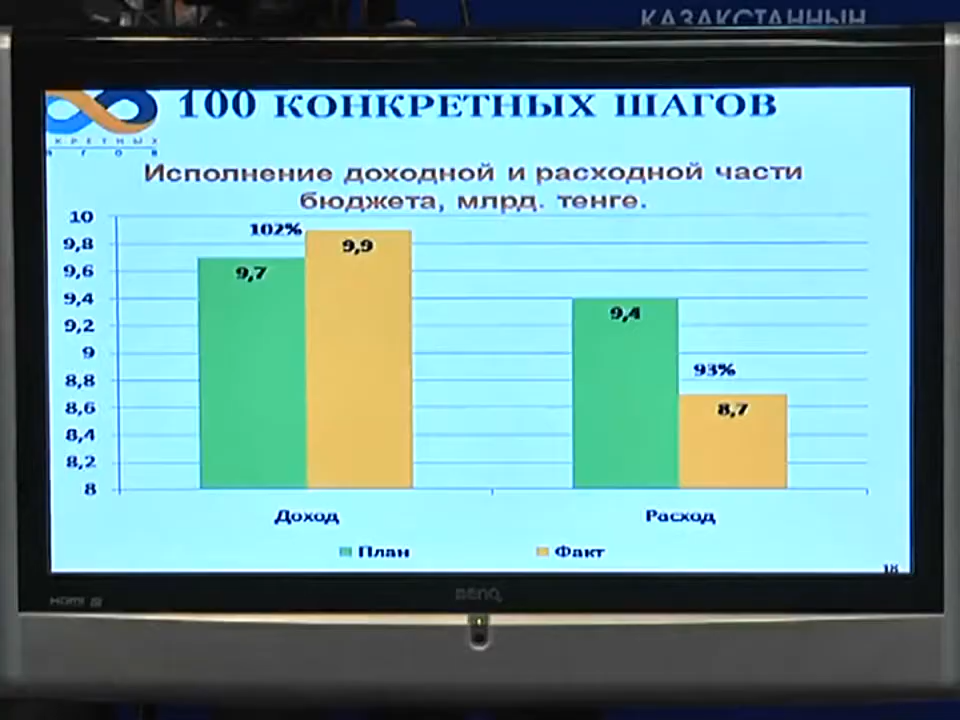 КАЗАКСТАННЫН
100 КОНКРЕТНЫХ ШАГОВ
Исполнение доходной и расходной части
бюджета, млрд. тенге.
10
9,8
9,6
9,4
9,2
9
8,8
8,6
8,4
8,2
8
102%
9,7
9,9
9,4
93%
8,7
Доход
Расход
План
Факт
18
HDMI
BENQ